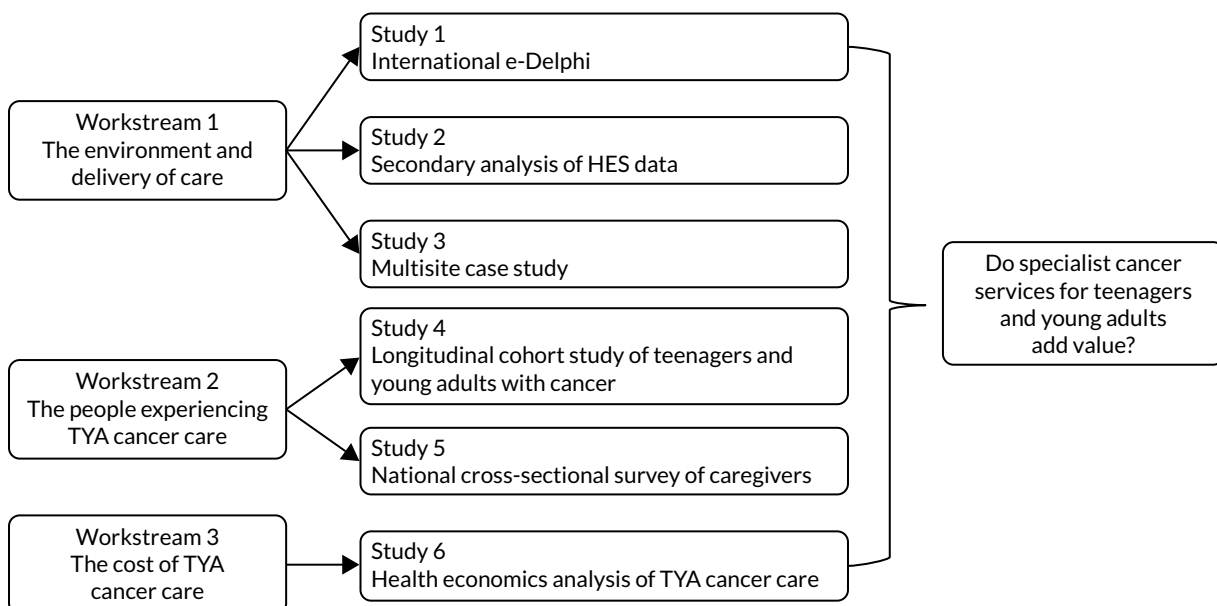 Workstream 1
The environment and
delivery of care
Study 1
International e-Delphi
Study 2
Secondary analysis of HES data
Study 3
Multisite case study
Workstream 2
The people experiencing
TYA cancer care
Study 4
Longitudinal cohort study of teenagers and
young adults with cancer
Study 5
National cross-sectional survey of caregivers
Workstream 3
The cost of TYA
cancer care
Study 6
Health economics analysis of TYA cancer care
Do specialist cancer
services for teenagers
and young adults
add value?